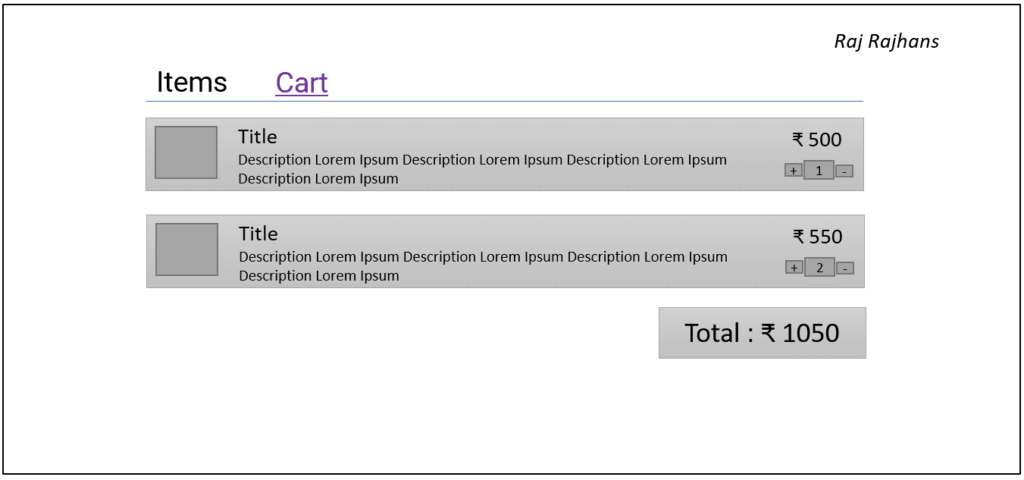 Raj Rajhans
Items Cart
Title
₹ 500
Description Lorem Ipsum Description Lorem Ipsum Description Lorem Ipsum
Description Lorem Ipsum
+ 1 -
Title
₹ 550
Description Lorem Ipsum Description Lorem Ipsum Description Lorem Ipsum
Description Lorem Ipsum
+ 2 -
Total : ₹ 1050